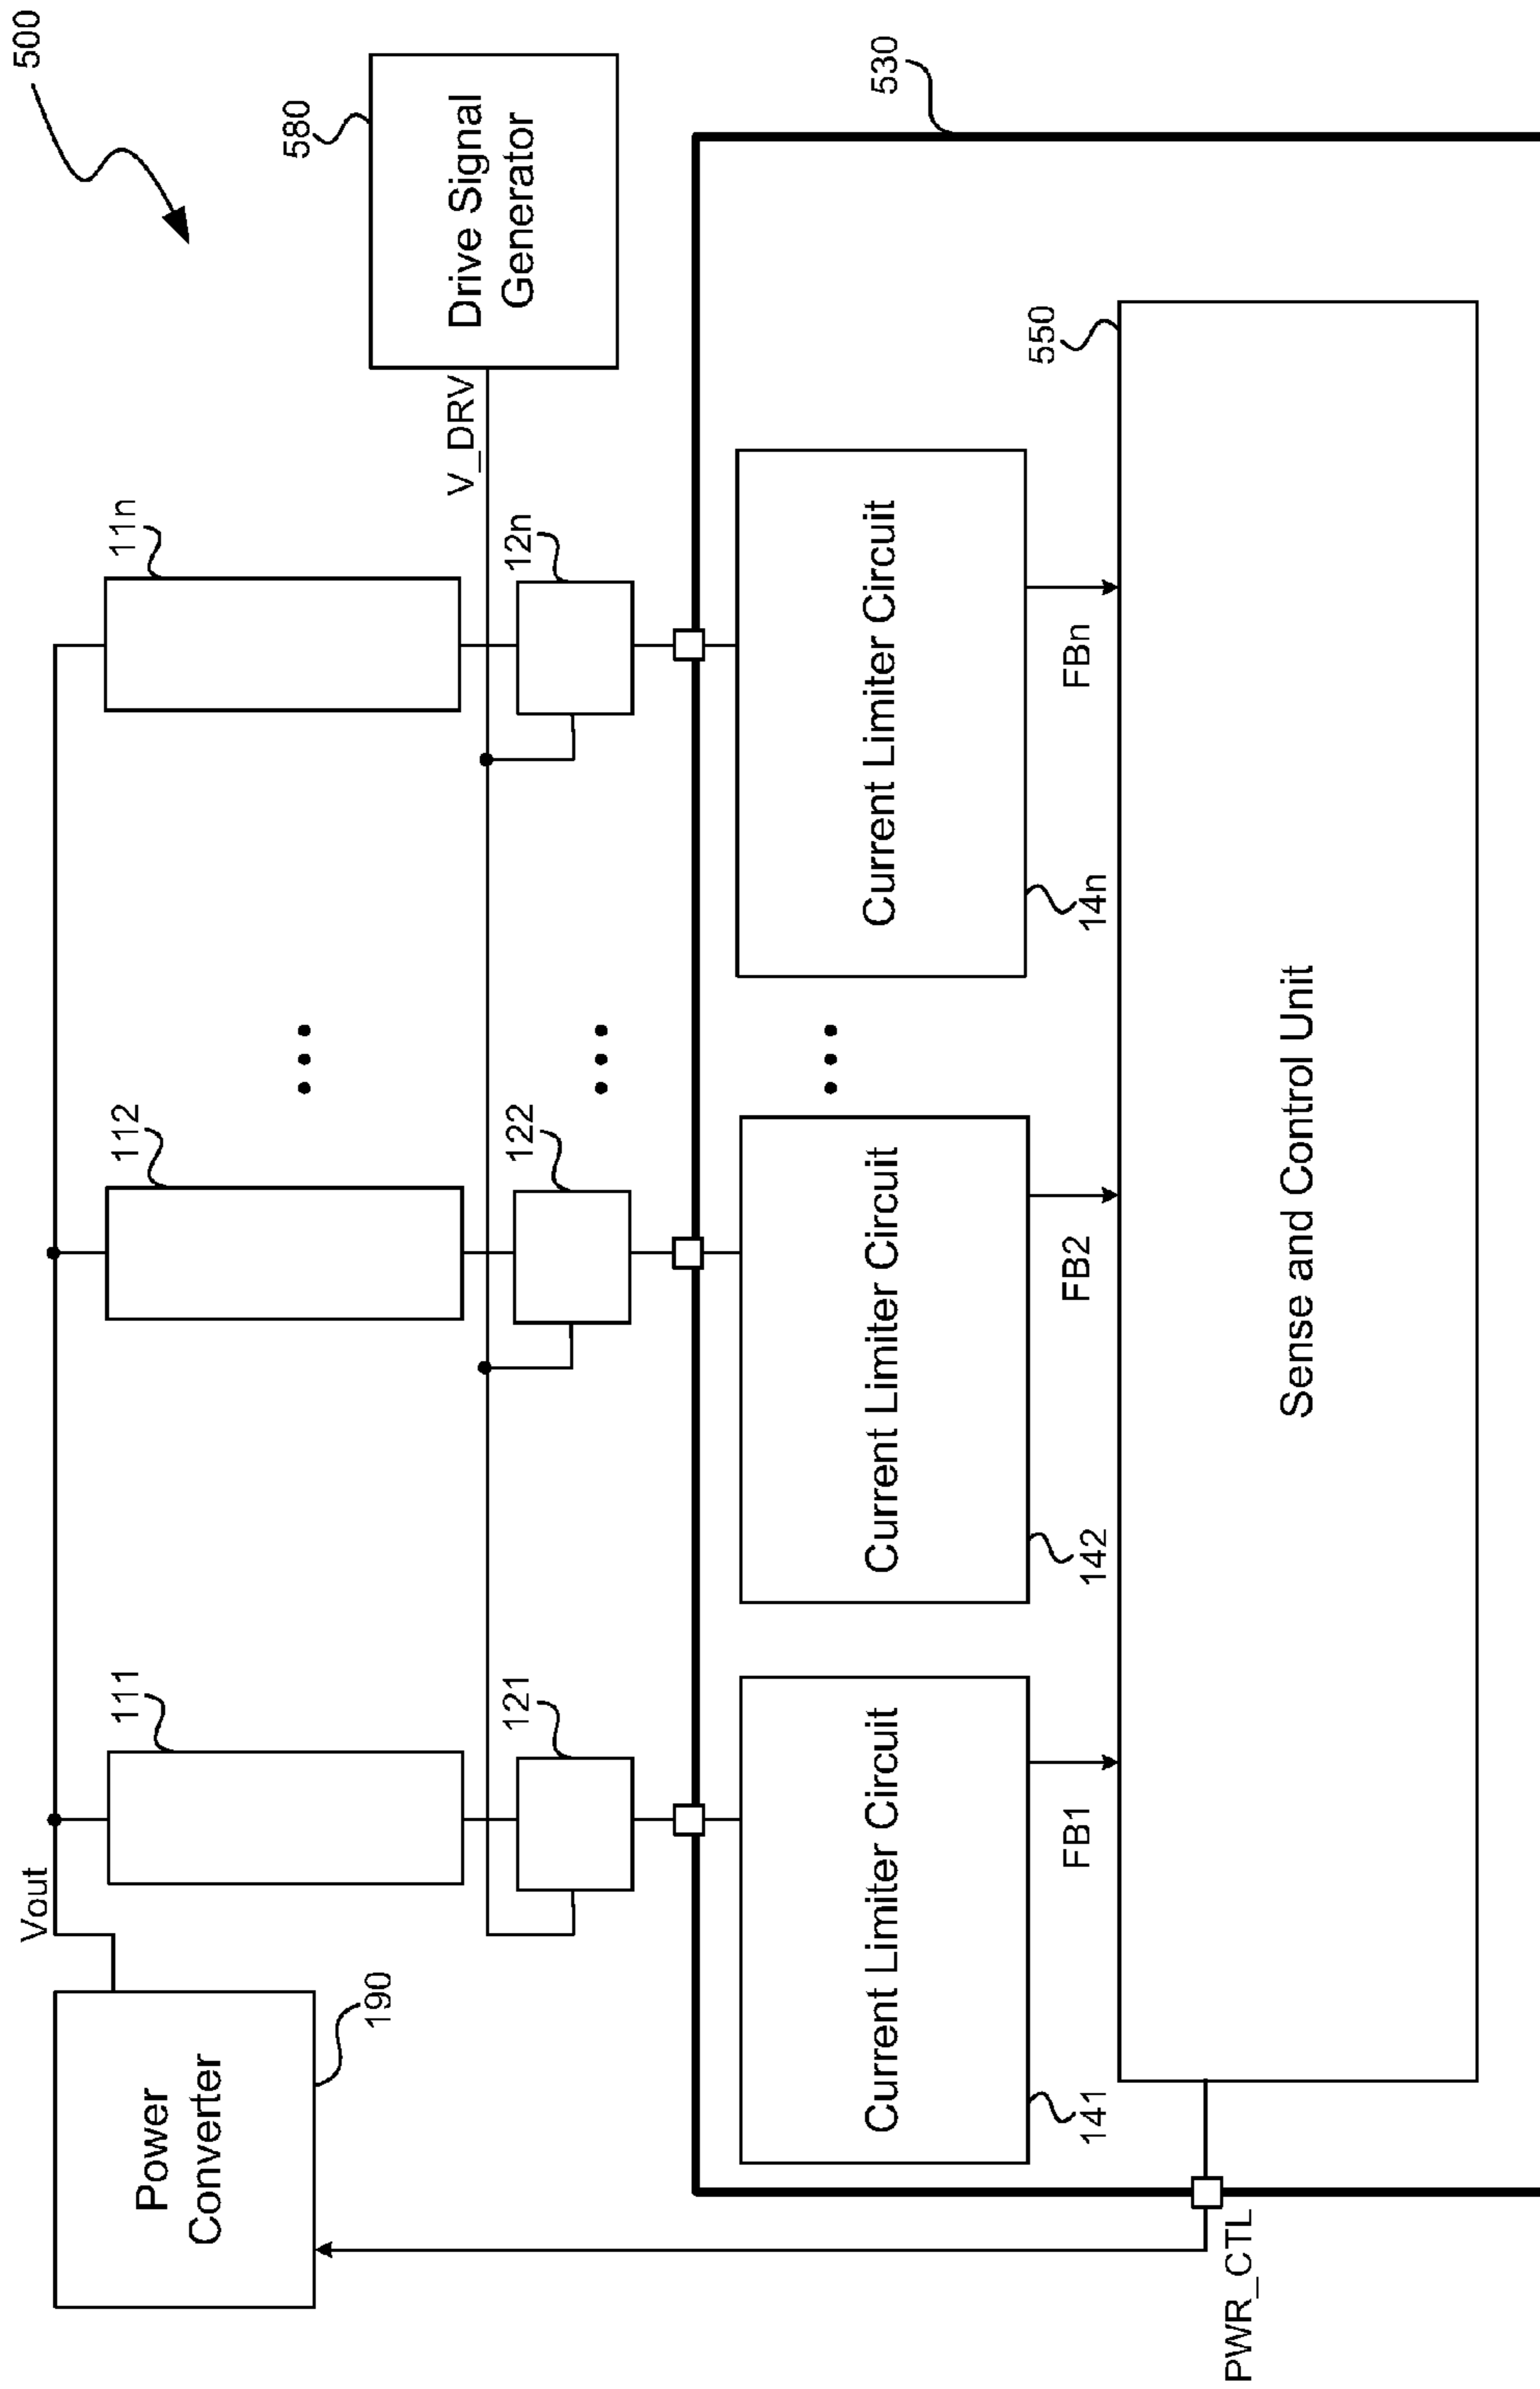 500
Vout
Power
Converter
190
111
112
11n
580
Drive Signal
Generator
V_DRV
121
122
12n
530
Current Limiter Circuit
Current Limiter Circuit
Current Limiter Circuit
141
142
14n
FB1
FB2
FBn
550
Sense and Control Unit
PWR_CTL